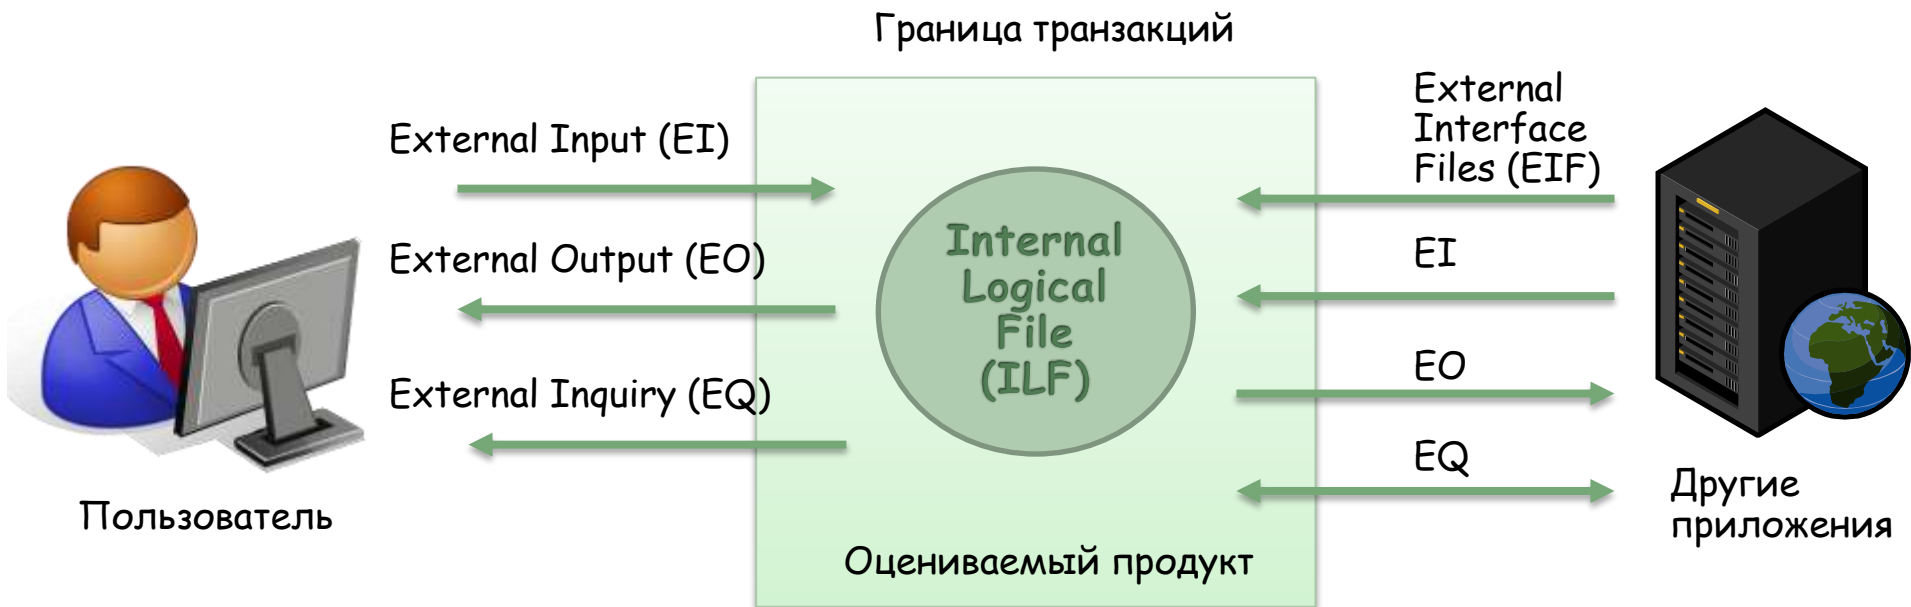 Граница транзакций
External Input (EI)
External Output (EO)
External Inquiry (EQ)
Пользователь
Internal
Logical
File
(ILF)
Оцениваемый продукт
External
Interface
Files (EIF)
EI
EO
EQ
Другие
приложения